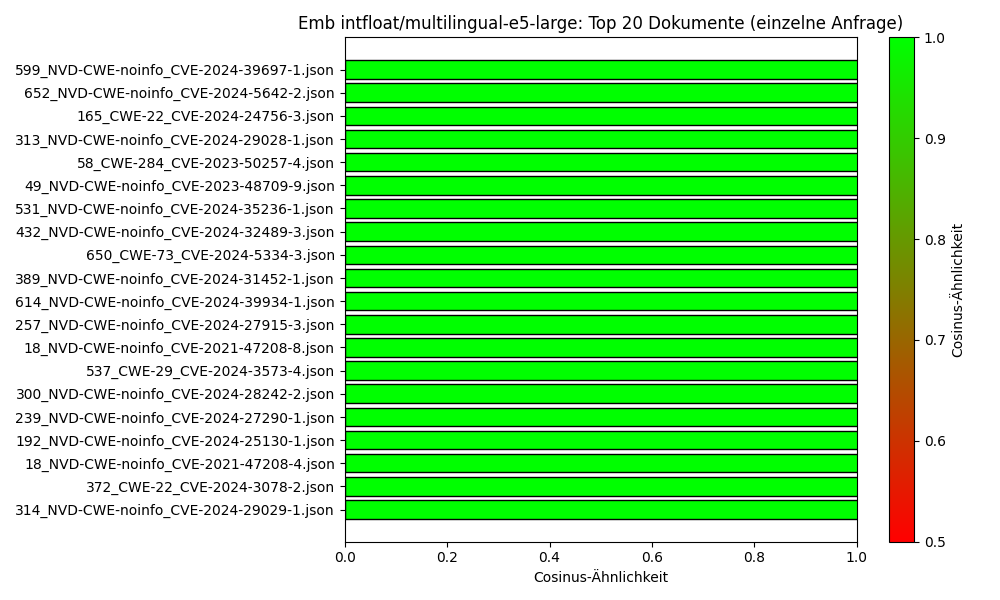 Emb intfloat/multilingual-e5-large: Top 20 Dokumente (einzelne Anfrage)
599_NVD-CWE-noinfo_CVE-2024-39697-1.json
652_NVD-CWE-noinfo_CVE-2024-5642-2.json
165_CWE-22_CVE-2024-24756-3.json
313_NVD-CWE-noinfo_CVE-2024-29028-1.json
58_CWE-284_CVE-2023-50257-4.json
49_NVD-CWE-noinfo_CVE-2023-48709-9.json
531_NVD-CWE-noinfo_CVE-2024-35236-1.json
432_NVD-CWE-noinfo_CVE-2024-32489-3.json
650_CWE-73_CVE-2024-5334-3.json
389_NVD-CWE-noinfo_CVE-2024-31452-1.json
614_NVD-CWE-noinfo_CVE-2024-39934-1.json
257_NVD-CWE-noinfo_CVE-2024-27915-3.json
18_NVD-CWE-noinfo_CVE-2021-47208-8.json
537_CWE-29_CVE-2024-3573-4.json
300_NVD-CWE-noinfo_CVE-2024-28242-2.json
239_NVD-CWE-noinfo_CVE-2024-27290-1.json
192_NVD-CWE-noinfo_CVE-2024-25130-1.json
18_NVD-CWE-noinfo_CVE-2021-47208-4.json
372_CWE-22_CVE-2024-3078-2.json
314_NVD-CWE-noinfo_CVE-2024-29029-1.json
0.0 0.2 0.4 0.6 0.8 1.0
Cosinus-Ähnlichkeit
1.0
0.9
0.8
0.7
0.6
0.5
Cosinus-Ähnlichkeit